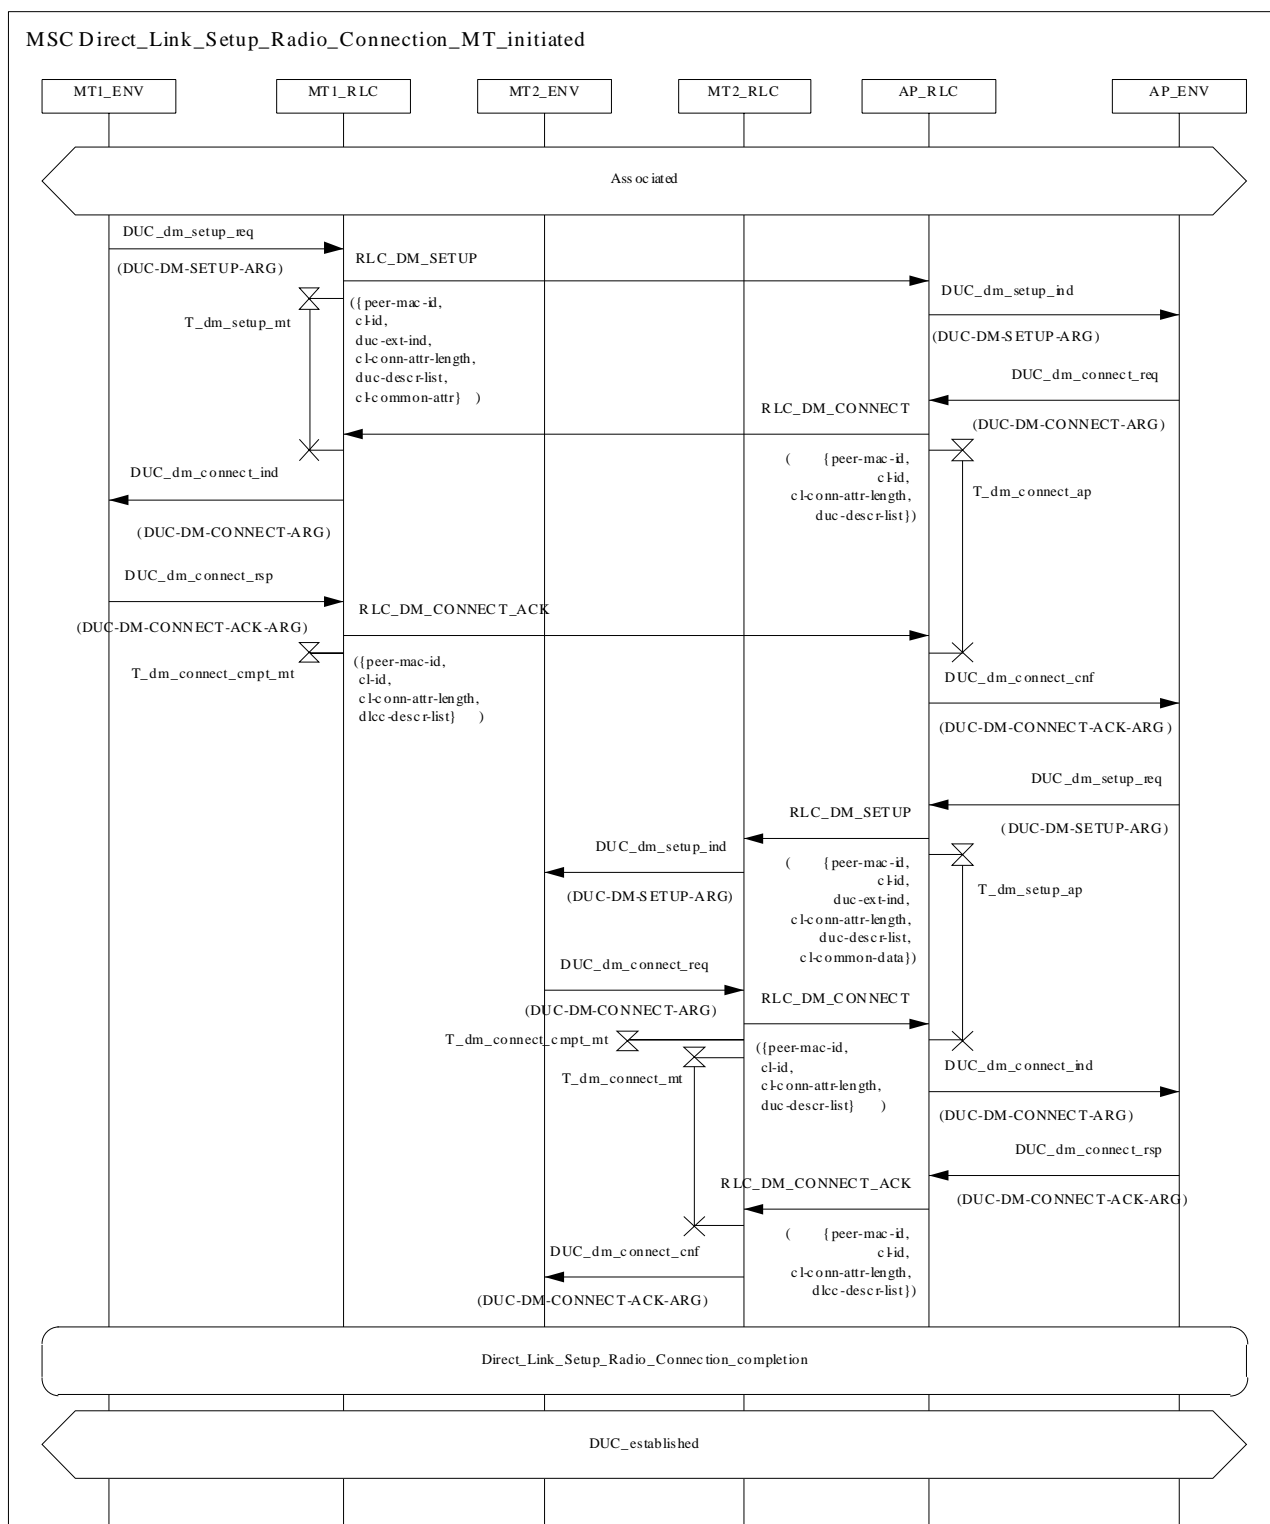 MSC Direct_Link_Setup_Radio_Connection_MT_initiated
MT1_ENV
MT1_RLC
MT2_ENV
MT2_RLC
AP_RLC
AP_ENV
Associated
DUC_dm_setup_req
(DUC-DM-SETUP-ARG)
RLC_DM_SETUP
({peer-mac-id,
cl-id,
duc-ext-ind,
cl-conn-attr-length,
duc-descr-list,
cl-common-attr} )
T_dm_setup_mt
DUC_dm_setup_ind
(DUC-DM-SETUP-ARG)
DUC_dm_connect_req
(DUC-DM-CONNECT-ARG)
RLC_DM_CONNECT
( {peer-mac-id,
cl-id,
cl-conn-attr-length,
duc-descr-list})
T_dm_connect_ap
DUC_dm_connect_ind
(DUC-DM-CONNECT-ARG)
DUC_dm_connect_rsp
(DUC-DM-CONNECT-ACK-ARG)
RLC_DM_CONNECT_ACK
T_dm_connect_cmpt_mt
({peer-mac-id,
cl-id,
cl-conn-attr-length,
dlcc-descr-list} )
DUC_dm_connect_cnf
(DUC-DM-CONNECT-ACK-ARG)
DUC_dm_setup_req
(DUC-DM-SETUP-ARG)
RLC_DM_SETUP
( {peer-mac-id,
cl-id,
duc-ext-ind,
cl-conn-attr-length,
duc-descr-list,
cl-common-data})
T_dm_setup_ap
DUC_dm_setup_ind
(DUC-DM-SETUP-ARG)
DUC_dm_connect_req
(DUC-DM-CONNECT-ARG)
RLC_DM_CONNECT
T_dm_connect_cmpt_mt
T_dm_connect_mt
({peer-mac-id,
cl-id,
cl-conn-attr-length,
duc-descr-list} )
DUC_dm_connect_ind
(DUC-DM-CONNECT-ARG)
DUC_dm_connect_rsp
(DUC-DM-CONNECT-ACK-ARG)
RLC_DM_CONNECT_ACK
( {peer-mac-id,
cl-id,
cl-conn-attr-length,
dlcc-descr-list})
DUC_dm_connect_cnf
(DUC-DM-CONNECT-ACK-ARG)
Direct_Link_Setup_Radio_Connection_completion
DUC_established